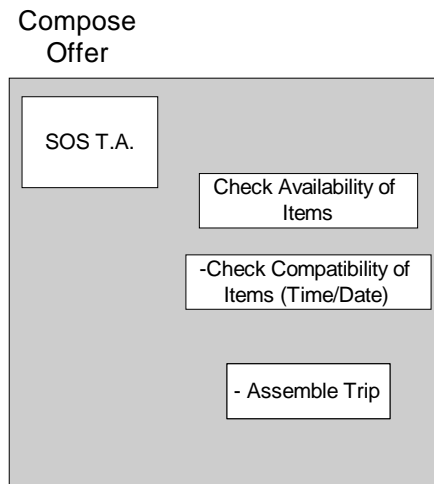 Compose
Offer
SOS T.A.
Check Availability of
Items
-Check Compatibility of
Items (Time/Date)
- Assemble Trip